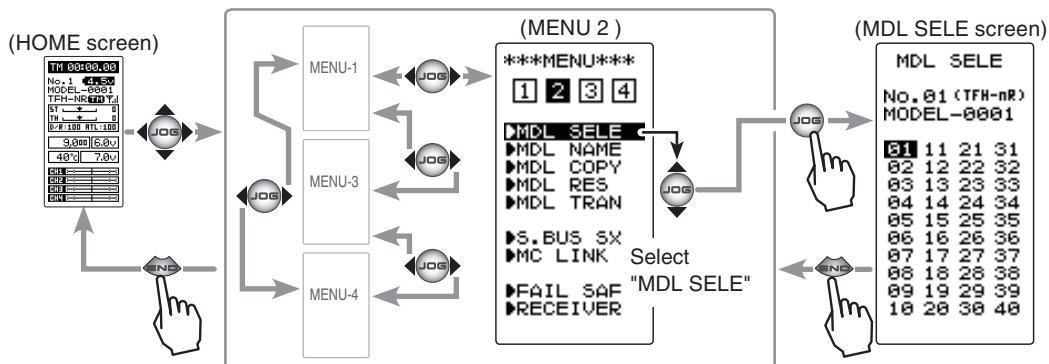 (HOME screen)
TM 00:00.00
No.1 4.5v
MODEL-0001
TFH-NR TM
ST 0
TH 0
D/R:100 ATL:100
6.0v
40℃ 7.0v
CH1
CH2
CH3
CH4
JOG
END
MENU-1
JOG
JOG
MENU-3
JOG
JOG
MENU-4
(MENU 2 )
***MENU***
1 2 3 4
MDL SELE
MDL NAME
MDL COPY
MDL RES
MDL TRAN
S.BUS SX
MC LINK
FAIL SAF
RECEIVER
JOG
Select
"MDL SELE"
JOG
END
(MDL SELE screen)
MDL SELE
No.01 (TFH-nR)
MODEL-0001
01 11 21 31
02 12 22 32
03 13 23 33
04 14 24 34
05 15 25 35
06 16 26 36
07 17 27 37
08 18 28 38
09 19 29 39
10 20 30 40